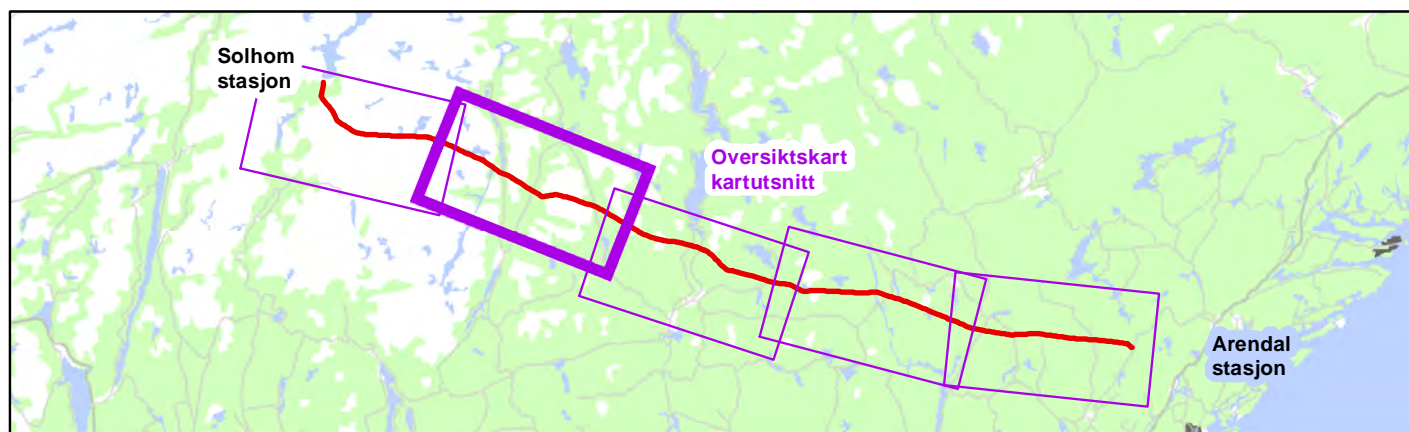 Solhom
stasjon
Oversiktskart
kartutsnitt
Arendal
stasjon